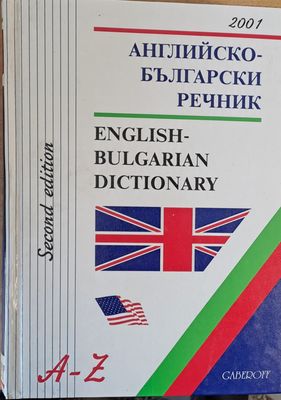 2001
АНГЛИЙСКО-
БЪЛГАРСКИ
РЕЧНИК
ENGLISH-
BULGARIAN
DICTIONARY
Second edition
A-Z
GABEROFF